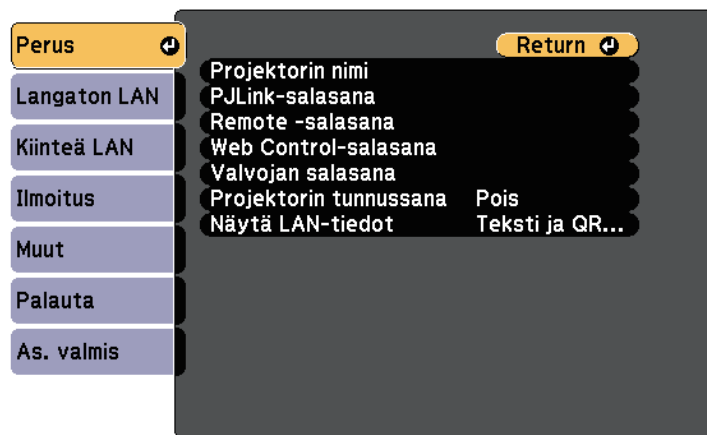 Perus
Langaton LAN
Kiinteä LAN
Ilmoitus
Muut
Palauta
As. valmis
Return
Projektorin nimi
PJLink-salasana
Remote -salasana
Web Control-salasana
Valvojan salasana
Projektorin tunnussana Pois
Näytä LAN-tiedot Teksti ja QR...